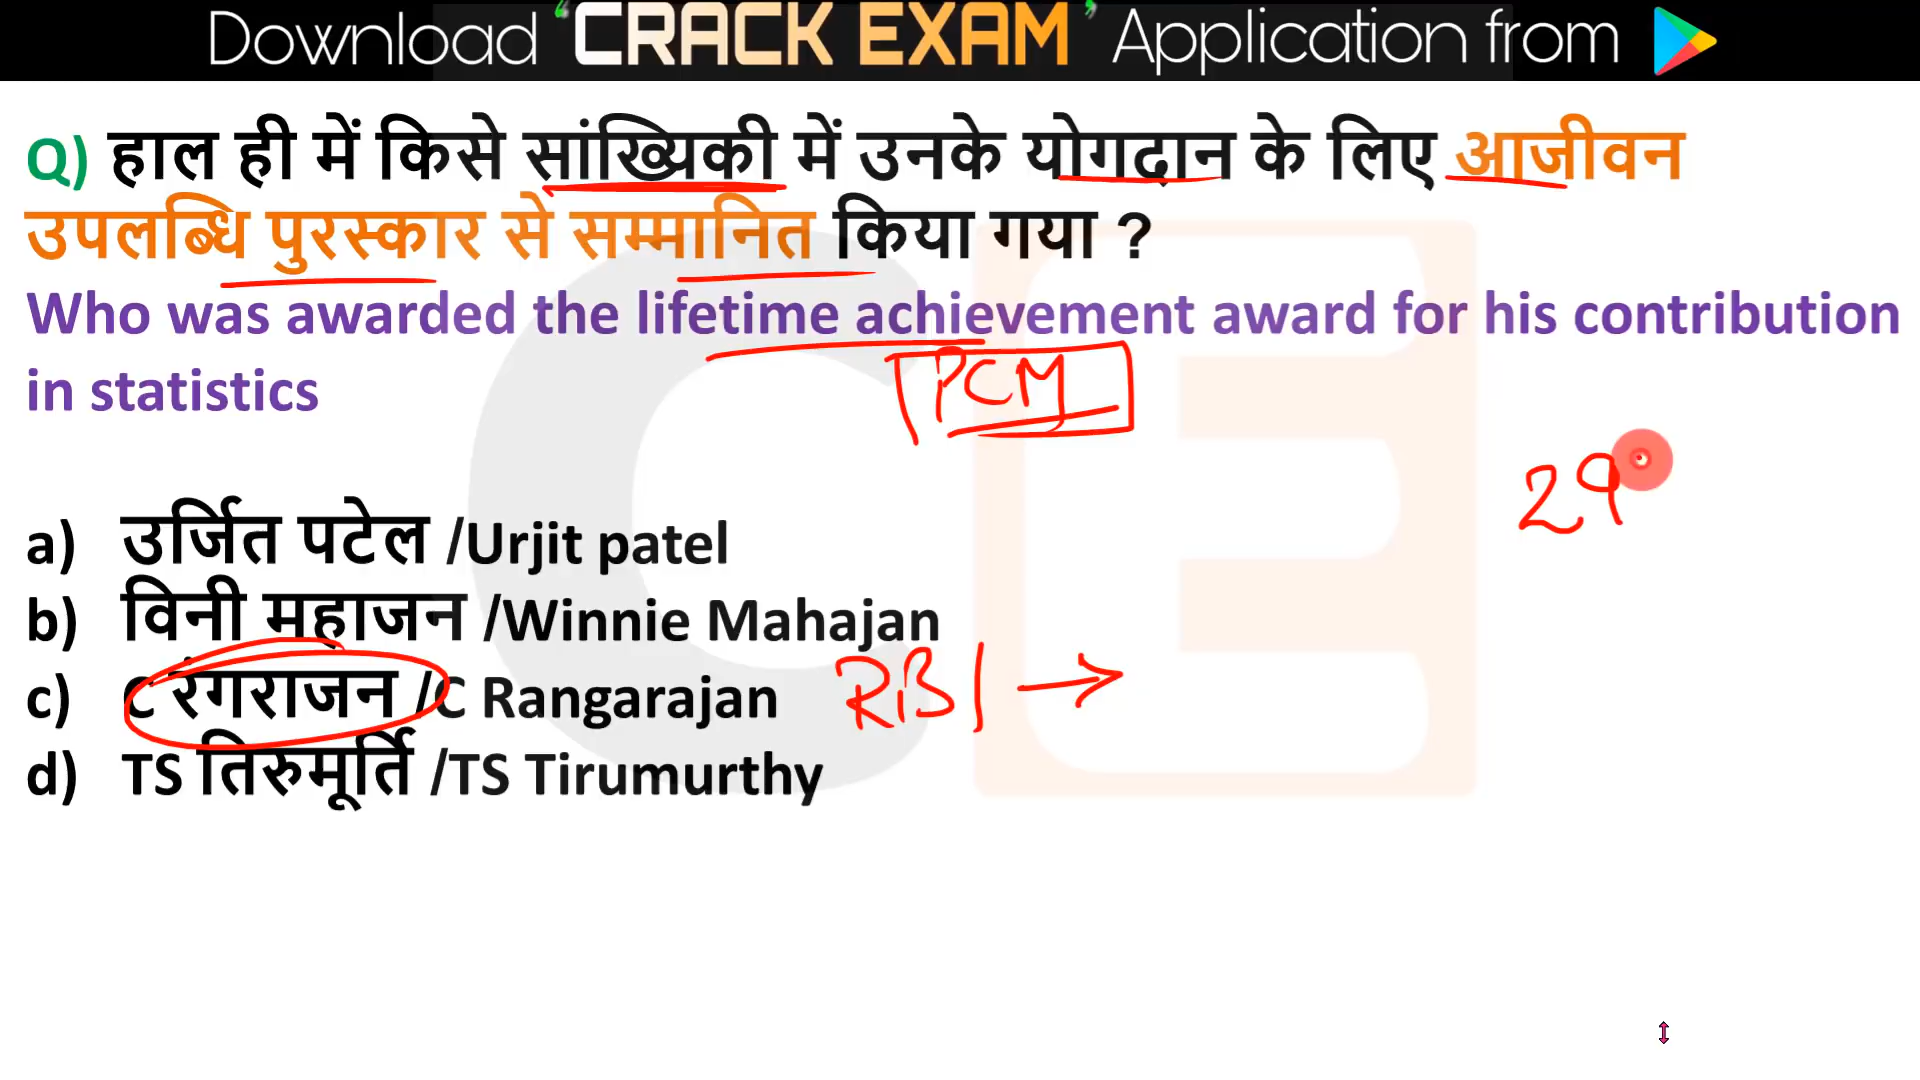 Download 'CRACK EXAM' Application from
Q) हाल ही में किसे सांख्यिकी में उनके योगदान के लिए आजीवन
उपलब्धि पुरस्कार से सम्मानित किया गया ?
Who was awarded the lifetime achievement award for his contribution
in statistics
PCM
29
a) उर्जित पटेल /Urjit patel
b) विनी महाजन /Winnie Mahajan
c) C रंगराजन /C Rangarajan RBI →
d) TS तिरुमूर्ति /TS Tirumurthy
CE